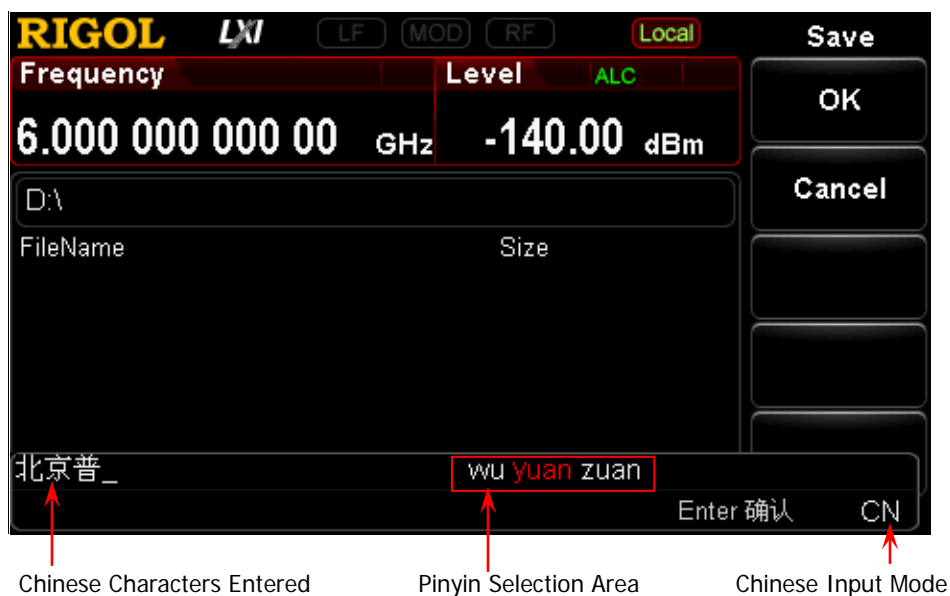 RIGOL LXI LF MOD RF Local Save
Frequency Level ALC
OK
6.000 000 000 00 GHz -140.00 dBm
Cancel
D:\
FileName Size
北京普_ wu yuan zuan
Enter 确认 CN
Chinese Characters Entered Pinyin Selection Area Chinese Input Mode